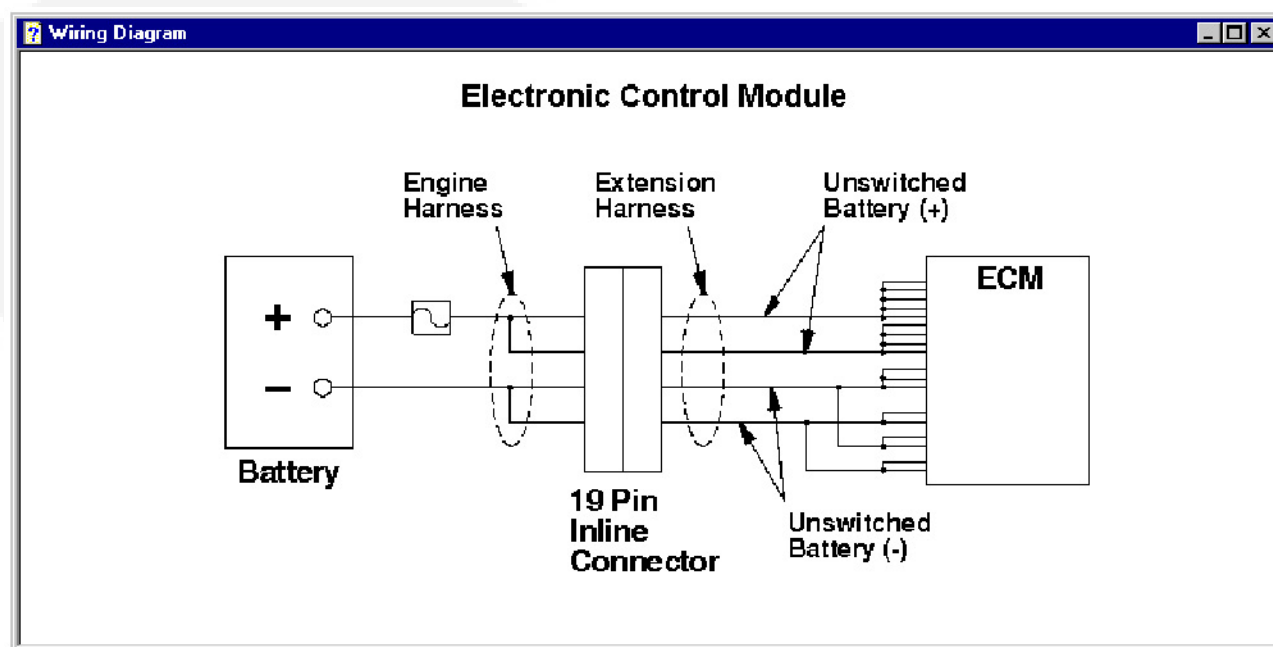 Wiring Diagram
Electronic Control Module
Engine
Harness
Extension
Harness
Unswitched
Battery (+)
ECM
+
−
Battery
19 Pin
Inline
Connector
Unswitched
Battery (-)